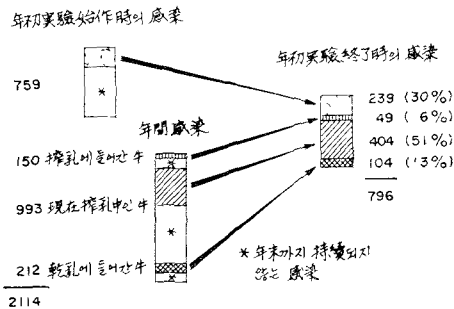 年初実驗始作時의 感染
759
年初実驗終了時의 感染
239 (30%)
49 (6%)
404 (51%)
104 (13%)
796
年間感染
150 搾乳에 들어간 牛
993 現在 搾乳中인 牛
212 乾乳에 들어간 牛
2114
* 年末까지 持續되지
않는 感染